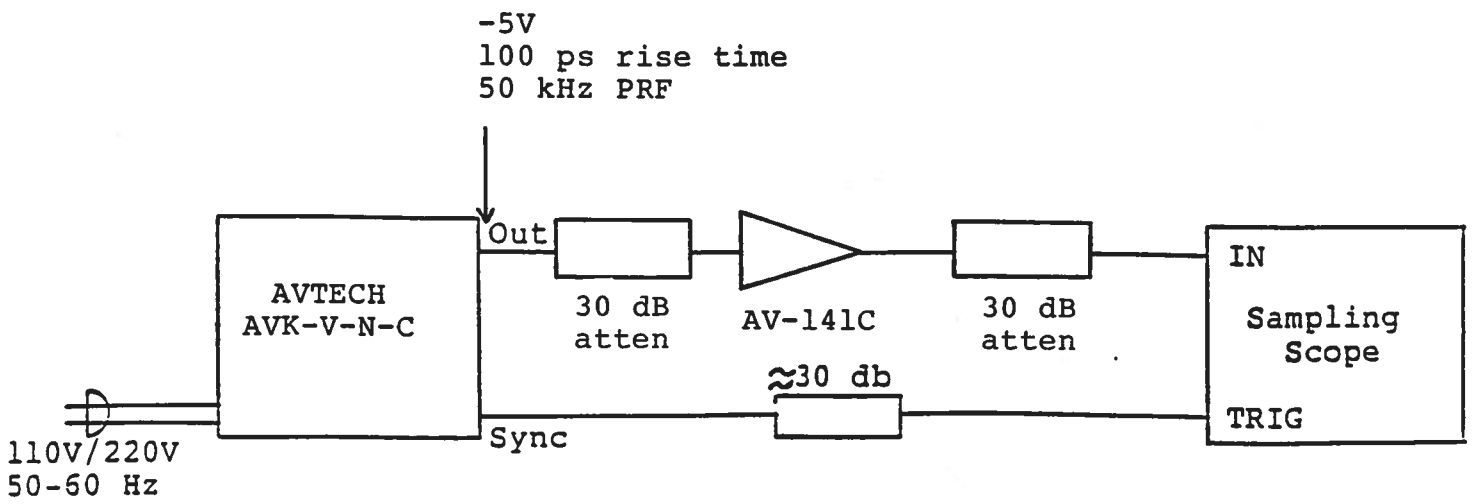 -5V
100 ps rise time
50 kHz PRF
Out
AVTECH
AVK-V-N-C
30 dB
atten
AV-141C
30 dB
atten
IN
Sampling
Scope
≈30 db
TRIG
Sync
110V/220V
50-60 Hz